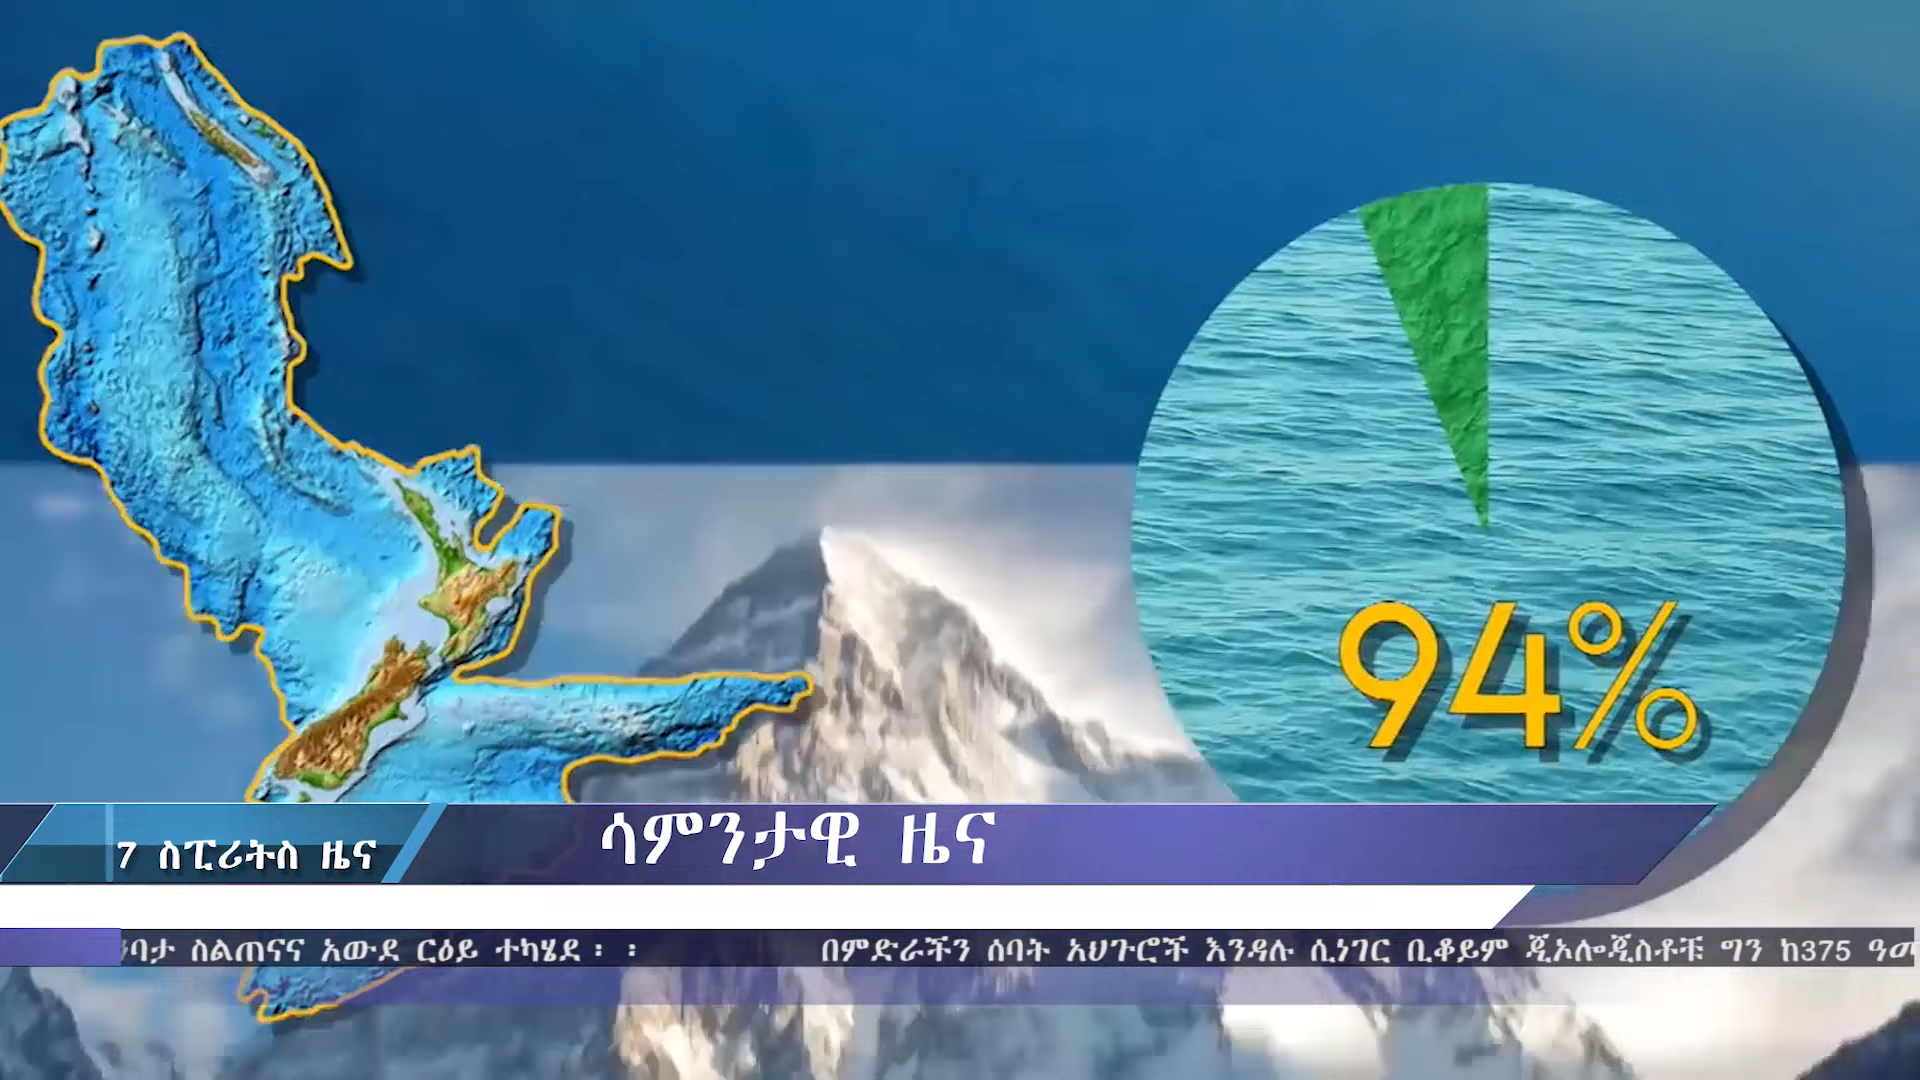 94%
ሳምንታዊ ዜና
7 ስፒሪትስ ዜና
ስልጠናና አውደ ርዕይ ተካሄደ፡፡ በምድራችን ሰባት አህጉሮች እንዳሉ ሲነገር ቢቆይም ጂኦሎጂስቶቹ ግን ከ375